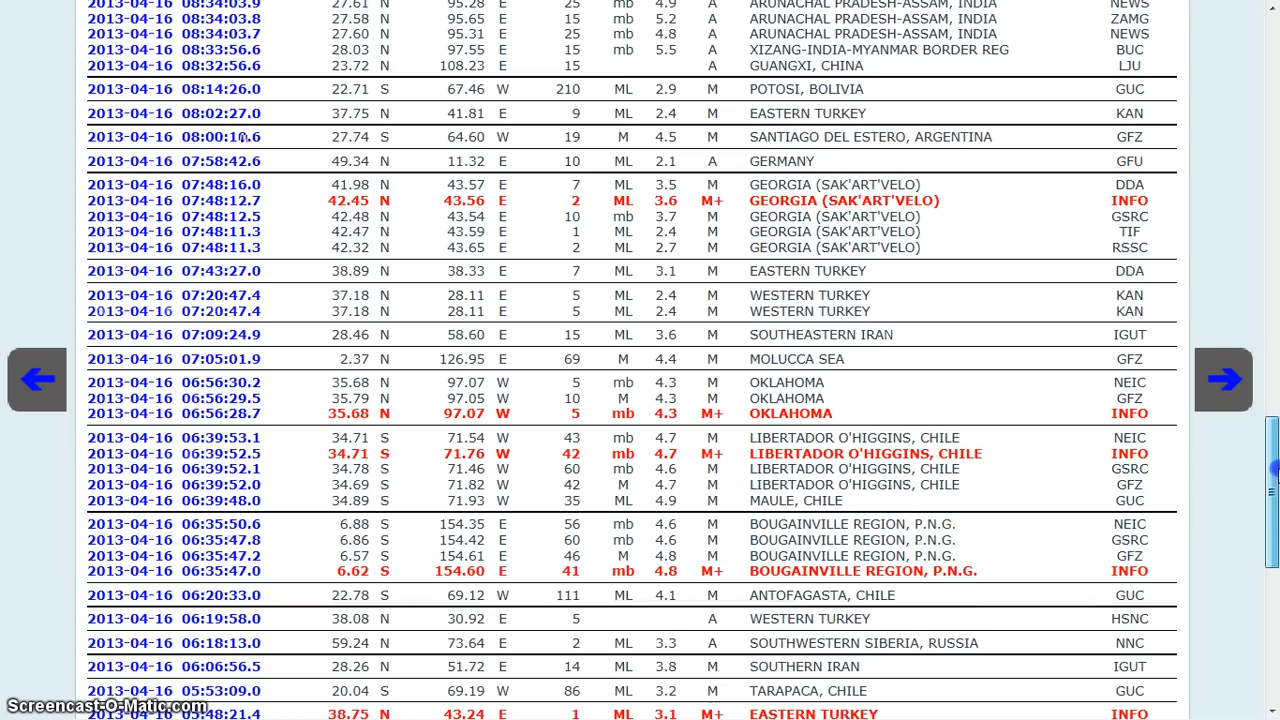 2013-04-16 08:34:03.9 27.61 N 95.28 E 25 mb 4.9 A ARUNACHAL PRADESH-ASSAM, INDIA NEWS
2013-04-16 08:34:03.8 27.58 N 95.65 E 15 mb 5.2 A ARUNACHAL PRADESH-ASSAM, INDIA ZAMG
2013-04-16 08:34:03.7 27.60 N 95.31 E 25 mb 4.8 A ARUNACHAL PRADESH-ASSAM, INDIA NEWS
2013-04-16 08:33:56.6 28.03 N 97.55 E 15 mb 5.5 A XIZANG-INDIA-MYANMAR BORDER REG BUC
2013-04-16 08:32:56.6 23.72 N 108.23 E 15 A GUANGXI, CHINA LJU
2013-04-16 08:14:26.0 22.71 S 67.46 W 210 ML 2.9 M POTOSI, BOLIVIA GUC
2013-04-16 08:02:27.0 37.75 N 41.81 E 9 ML 2.4 M EASTERN TURKEY KAN
2013-04-16 08:00:10.6 27.74 S 64.60 W 19 M 4.5 M SANTIAGO DEL ESTERO, ARGENTINA GFZ
2013-04-16 07:58:42.6 49.34 N 11.32 E 10 ML 2.1 A GERMANY GFU
2013-04-16 07:48:16.0 41.98 N 43.57 E 7 ML 3.5 M GEORGIA (SAK'ART'VELO) DDA
2013-04-16 07:48:12.7 42.45 N 43.56 E 2 ML 3.6 M+ GEORGIA (SAK'ART'VELO) INFO
2013-04-16 07:48:12.5 42.48 N 43.54 E 10 mb 3.7 M GEORGIA (SAK'ART'VELO) GSRC
2013-04-16 07:48:11.3 42.47 N 43.59 E 1 ML 2.4 M GEORGIA (SAK'ART'VELO) TIF
2013-04-16 07:48:11.3 42.32 N 43.65 E 2 ML 2.7 M GEORGIA (SAK'ART'VELO) RSSC
2013-04-16 07:43:27.0 38.89 N 38.33 E 7 ML 3.1 M EASTERN TURKEY DDA
2013-04-16 07:20:47.4 37.18 N 28.11 E 5 ML 2.4 M WESTERN TURKEY KAN
2013-04-16 07:20:47.4 37.18 N 28.11 E 5 ML 2.4 M WESTERN TURKEY KAN
2013-04-16 07:09:24.9 28.46 N 58.60 E 15 ML 3.6 M SOUTHEASTERN IRAN IGUT
2013-04-16 07:05:01.9 2.37 N 126.95 E 69 M 4.4 M MOLUCCA SEA GFZ
2013-04-16 06:56:30.2 35.68 N 97.07 W 5 mb 4.3 M OKLAHOMA NEIC
2013-04-16 06:56:29.5 35.79 N 97.05 W 10 M 4.3 M OKLAHOMA GFZ
2013-04-16 06:56:28.7 35.68 N 97.07 W 5 mb 4.3 M+ OKLAHOMA INFO
2013-04-16 06:39:53.1 34.71 S 71.54 W 43 mb 4.7 M LIBERTADOR O'HIGGINS, CHILE NEIC
2013-04-16 06:39:52.5 34.71 S 71.76 W 42 mb 4.7 M+ LIBERTADOR O'HIGGINS, CHILE INFO
2013-04-16 06:39:52.1 34.78 S 71.46 W 60 mb 4.6 M LIBERTADOR O'HIGGINS, CHILE GSRC
2013-04-16 06:39:52.0 34.69 S 71.82 W 42 M 4.7 M LIBERTADOR O'HIGGINS, CHILE GFZ
2013-04-16 06:39:48.0 34.89 S 71.93 W 35 ML 4.9 M MAULE, CHILE GUC
2013-04-16 06:35:50.6 6.88 S 154.35 E 56 mb 4.6 M BOUGAINVILLE REGION, P.N.G. NEIC
2013-04-16 06:35:47.8 6.86 S 154.42 E 60 mb 4.6 M BOUGAINVILLE REGION, P.N.G. GSRC
2013-04-16 06:35:47.2 6.57 S 154.61 E 46 M 4.8 M BOUGAINVILLE REGION, P.N.G. GFZ
2013-04-16 06:35:47.0 6.62 S 154.60 E 41 mb 4.8 M+ BOUGAINVILLE REGION, P.N.G. INFO
2013-04-16 06:20:33.0 22.78 S 69.12 W 111 ML 4.1 M ANTOFAGASTA, CHILE GUC
2013-04-16 06:19:58.0 38.08 N 30.92 E 5 A WESTERN TURKEY HSNC
2013-04-16 06:18:13.0 59.24 N 73.64 E 2 ML 3.3 A SOUTHWESTERN SIBERIA, RUSSIA NNC
2013-04-16 06:06:56.5 28.26 N 51.72 E 14 ML 3.8 M SOUTHERN IRAN IGUT
2013-04-16 05:53:09.0 20.04 S 69.19 W 86 ML 3.2 M TARAPACA, CHILE GUC
2013-04-16 05:48:21.4 38.75 N 43.24 E 1 ML 3.1 M+ EASTERN TURKEY INFO
Screencast-O-Matic.com